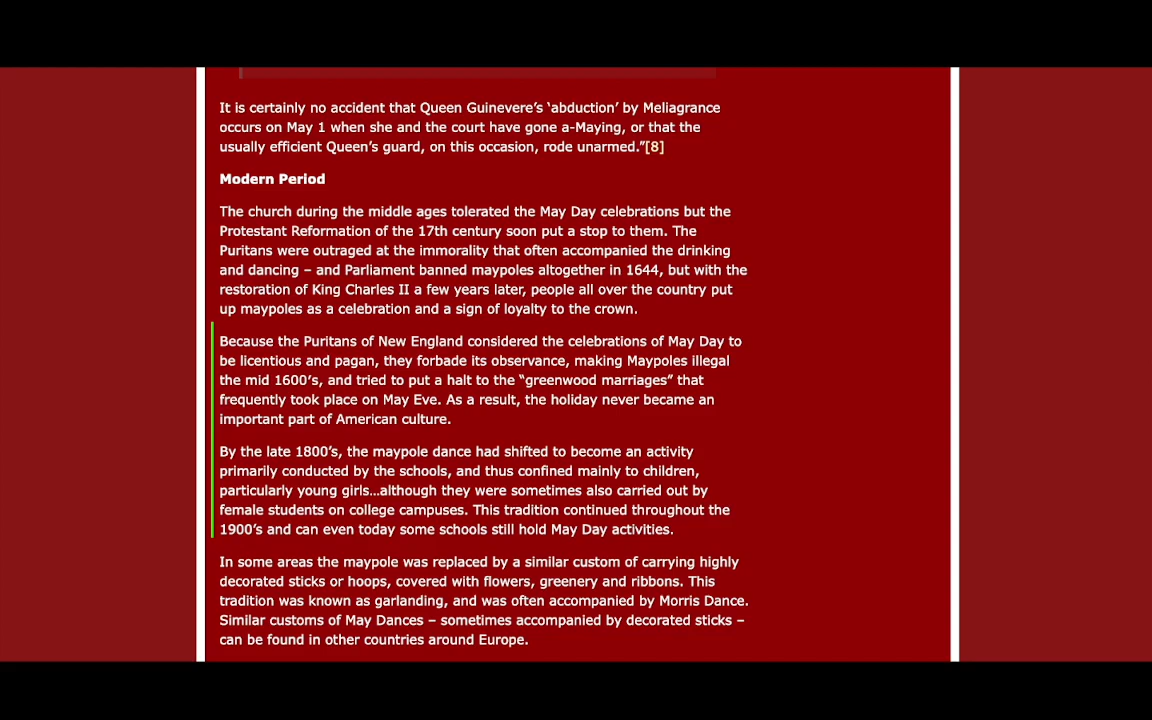 It is certainly no accident that Queen Guinevere’s ‘abduction’ by Meliagrance
occurs on May 1 when she and the court have gone a-Maying, or that the
usually efficient Queen’s guard, on this occasion, rode unarmed.”[8]
Modern Period
The church during the middle ages tolerated the May Day celebrations but the
Protestant Reformation of the 17th century soon put a stop to them. The
Puritans were outraged at the immorality that often accompanied the drinking
and dancing – and Parliament banned maypoles altogether in 1644, but with the
restoration of King Charles II a few years later, people all over the country put
up maypoles as a celebration and a sign of loyalty to the crown.
Because the Puritans of New England considered the celebrations of May Day to
be licentious and pagan, they forbade its observance, making Maypoles illegal
the mid 1600’s, and tried to put a halt to the “greenwood marriages” that
frequently took place on May Eve. As a result, the holiday never became an
important part of American culture.
By the late 1800’s, the maypole dance had shifted to become an activity
primarily conducted by the schools, and thus confined mainly to children,
particularly young girls…although they were sometimes also carried out by
female students on college campuses. This tradition continued throughout the
1900’s and can even today some schools still hold May Day activities.
In some areas the maypole was replaced by a similar custom of carrying highly
decorated sticks or hoops, covered with flowers, greenery and ribbons. This
tradition was known as garlanding, and was often accompanied by Morris Dance.
Similar customs of May Dances – sometimes accompanied by decorated sticks –
can be found in other countries around Europe.